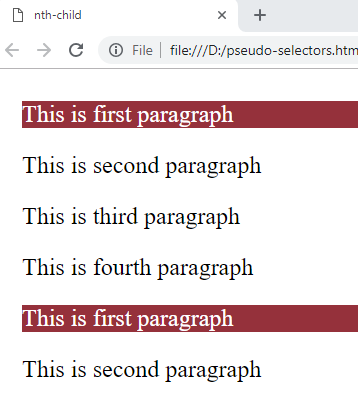 nth-child
File | file:///D:/pseudo-selectors.htm
This is first paragraph
This is second paragraph
This is third paragraph
This is fourth paragraph
This is first paragraph
This is second paragraph